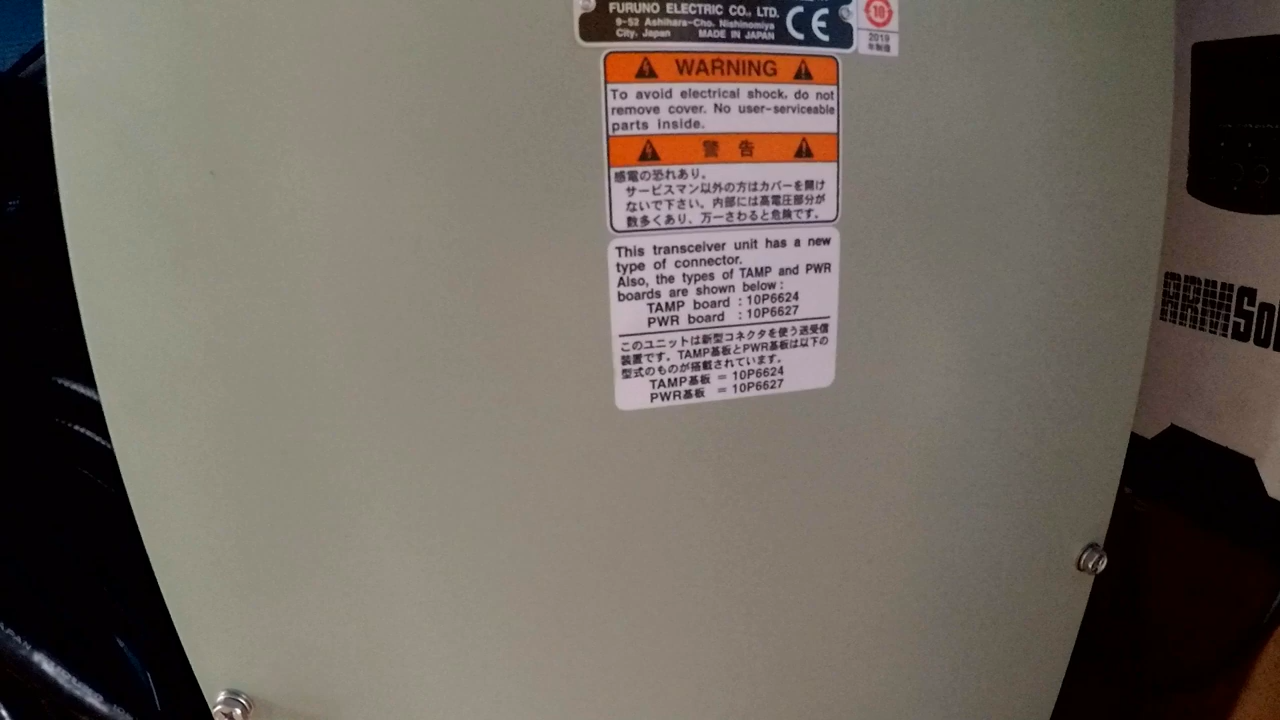 FURUNO ELECTRIC CO., LTD.
9-52 Ashihara-Cho, Nishinomiya
City, Japan MADE IN JAPAN
CE
10
2019
年制造
WARNING
To avoid electrical shock, do not
remove cover. No user-serviceable
parts inside.
警告
感電の恐れあり。
サービスマン以外の方はカバーを開け
ないで下さい。内部には高電圧部分が
数多くあり、万一さわると危険です。
This transceiver unit has a new
type of connector.
Also, the types of TAMP and PWR
boards are shown below:
TAMP board : 10P6624
PWR board : 10P6627
このユニットは新型コネクタを使う送受信
装置です。TAMP基板とPWR基板は以下の
型式のものが搭載されています。
TAMP基板 = 10P6624
PWR基板 = 10P6627